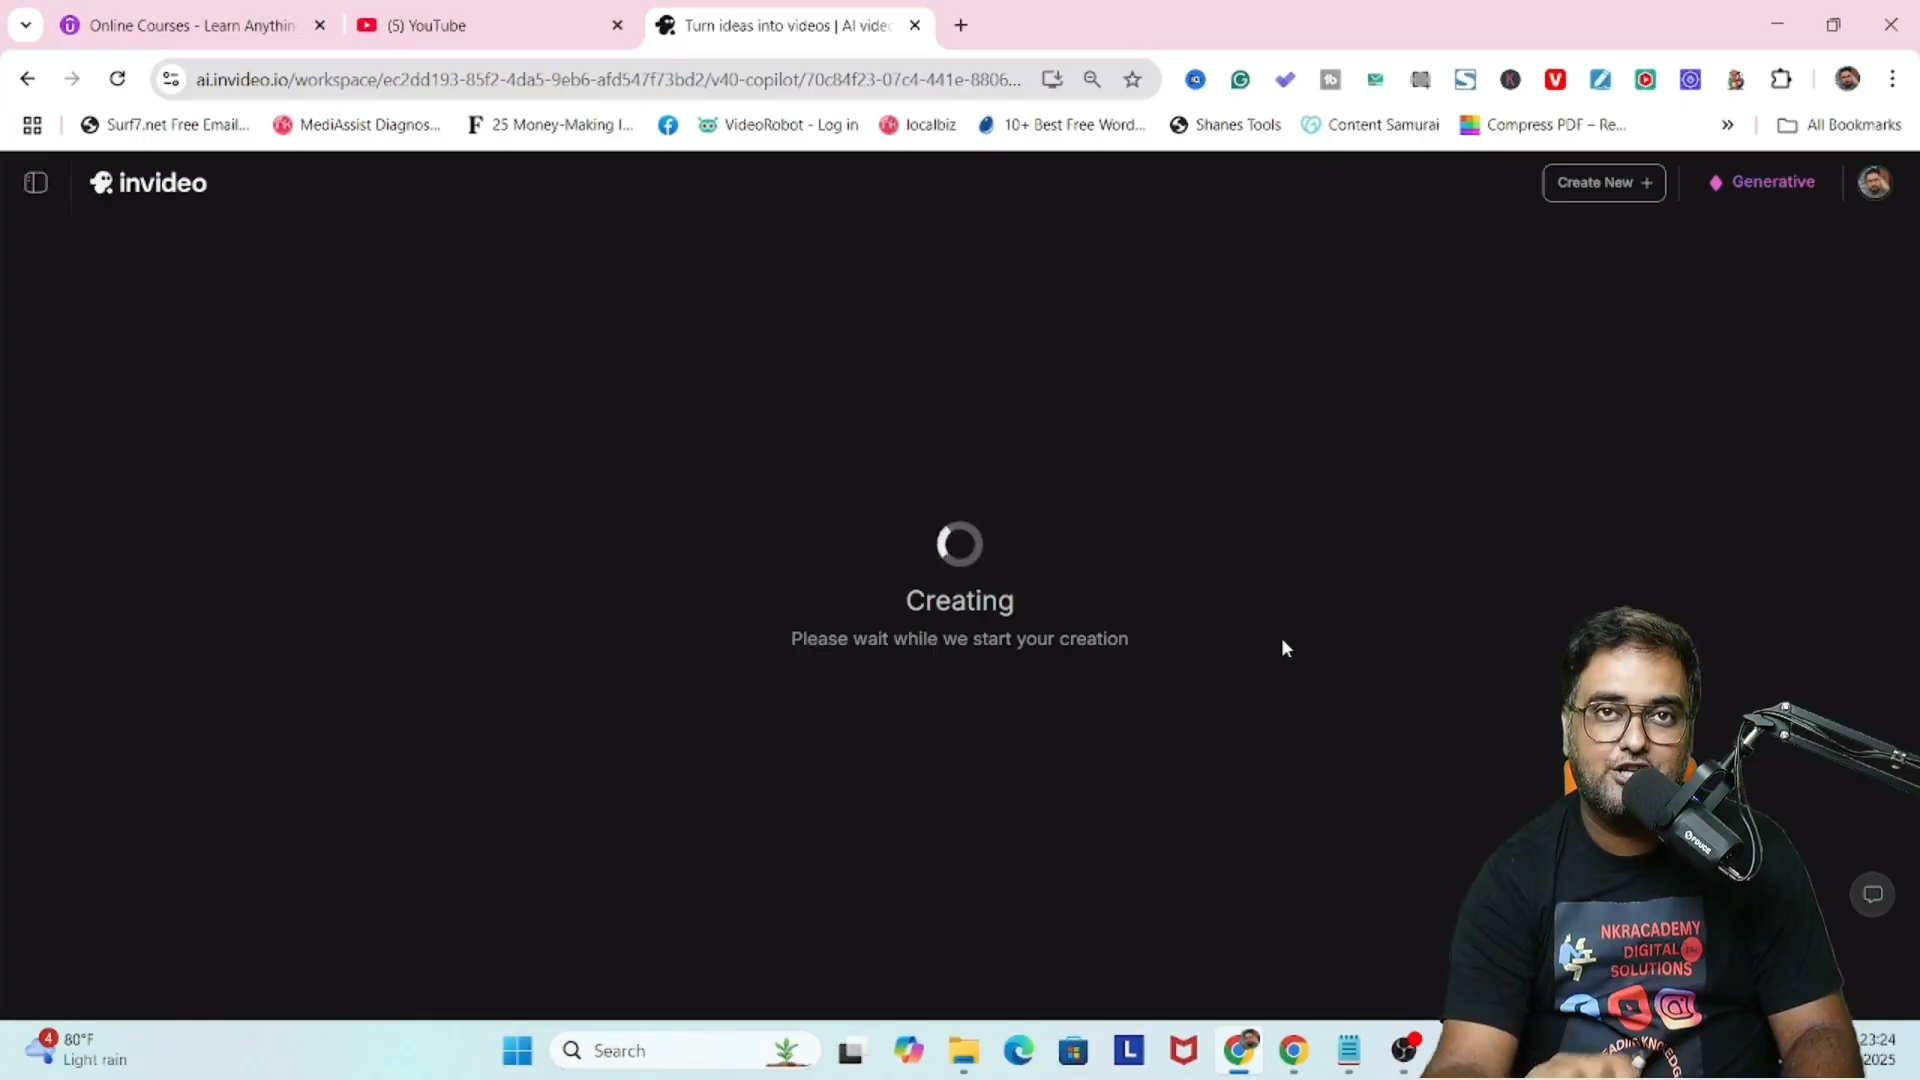 Online Courses - Learn Anythin
(5) YouTube
Turn ideas into videos | AI videc
ai.invideo.io/workspace/ec2dd193-85f2-4da5-9eb6-afd547f73bd2/v40-copilot/70c84f23-07c4-441e-8806...
Surf7.net Free Email...
MediAssist Diagnos...
25 Money-Making I...
VideoRobot - Log in
localbiz
10+ Best Free Word...
Shanes Tools
Content Samurai
Compress PDF – Re...
All Bookmarks
invideo
Create New +
Generative
Creating
Please wait while we start your creation
FDUCE
NKRACADEMY
DIGITAL
SOLUTIONS
4
80°F
Light rain
Search
L
23:24
2025